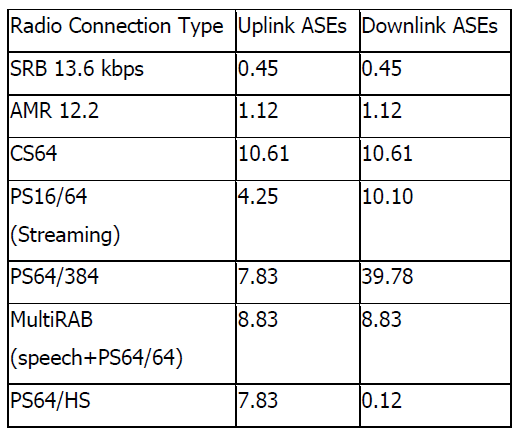 Radio Connection Type Uplink ASEs Downlink ASEs
SRB 13.6 kbps 0.45 0.45
AMR 12.2 1.12 1.12
CS64 10.61 10.61
PS16/64 4.25 10.10
(Streaming)
PS64/384 7.83 39.78
MultiRAB 8.83 8.83
(speech+PS64/64)
PS64/HS 7.83 0.12